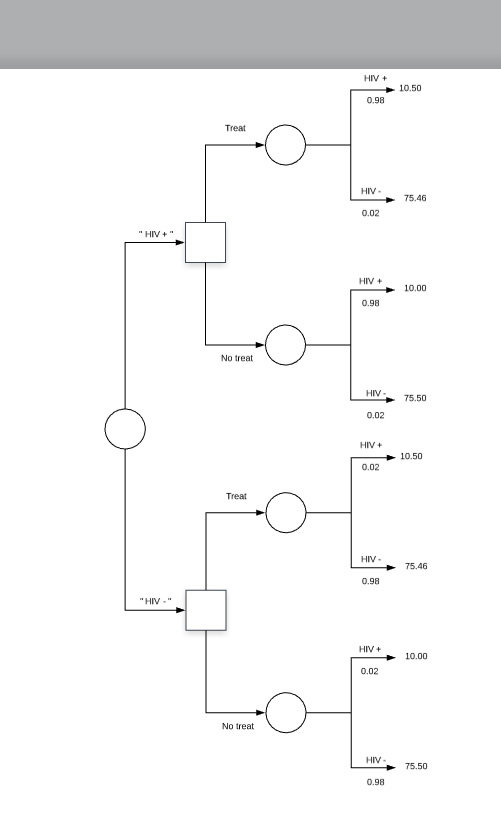 HIV +
10.50
0.98
Treat
HIV -
75.46
0.02
" HIV + "
HIV +
10.00
0.98
No treat
HIV -
75.50
0.02
HIV +
10.50
0.02
Treat
HIV -
75.46
0.98
" HIV - "
HIV +
10.00
0.02
No treat
HIV -
75.50
0.98